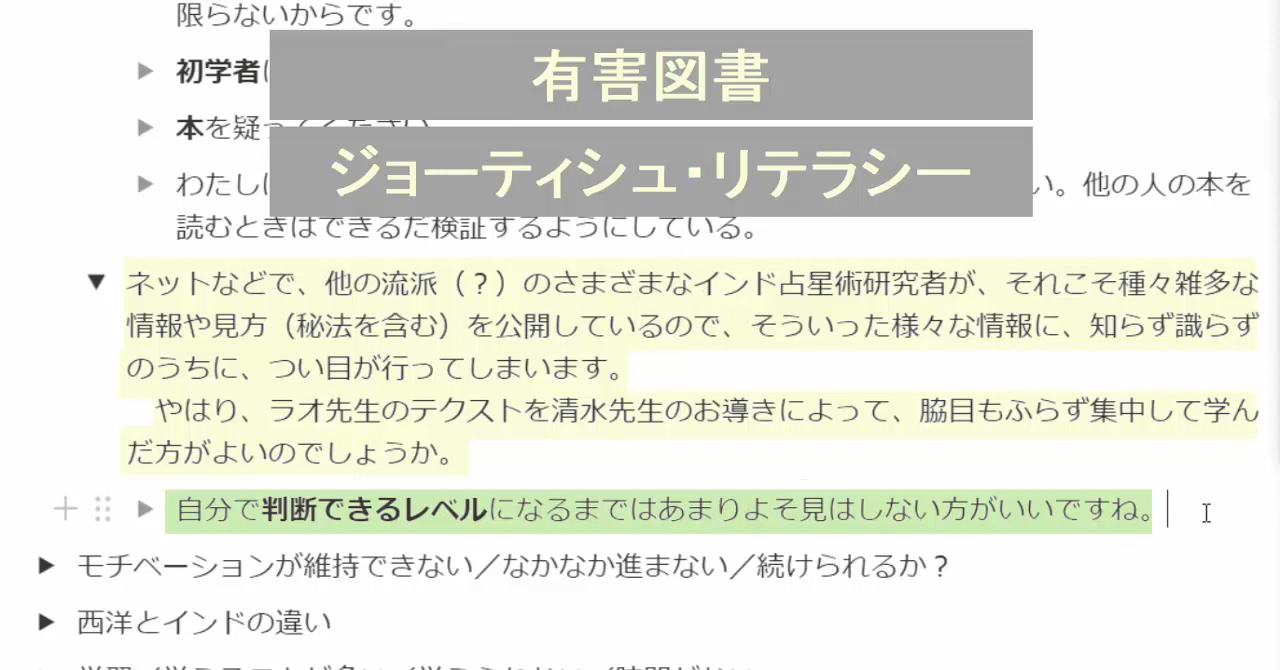 限らないからです。
有害図書
初学者
本を疑ってください
ジョーティシュ・リテラシー
わたしは い。他の人の本を
読むときはできるだ検証するようにしている。
ネットなどで、他の流派（？）のさまざまなインド占星術研究者が、それこそ種々雑多な
情報や見方（秘法を含む）を公開しているので、そういった様々な情報に、知らず識らず
のうちに、つい目が行ってしまいます。
やはり、ラオ先生のテクストを清水先生のお導きによって、脇目もふらず集中して学ん
だ方がよいのでしょうか。
自分で判断できるレベルになるまではあまりよそ見はしない方がいいですね。
モチベーションが維持できない／なかなか進まない／続けられるか？
西洋とインドの違い